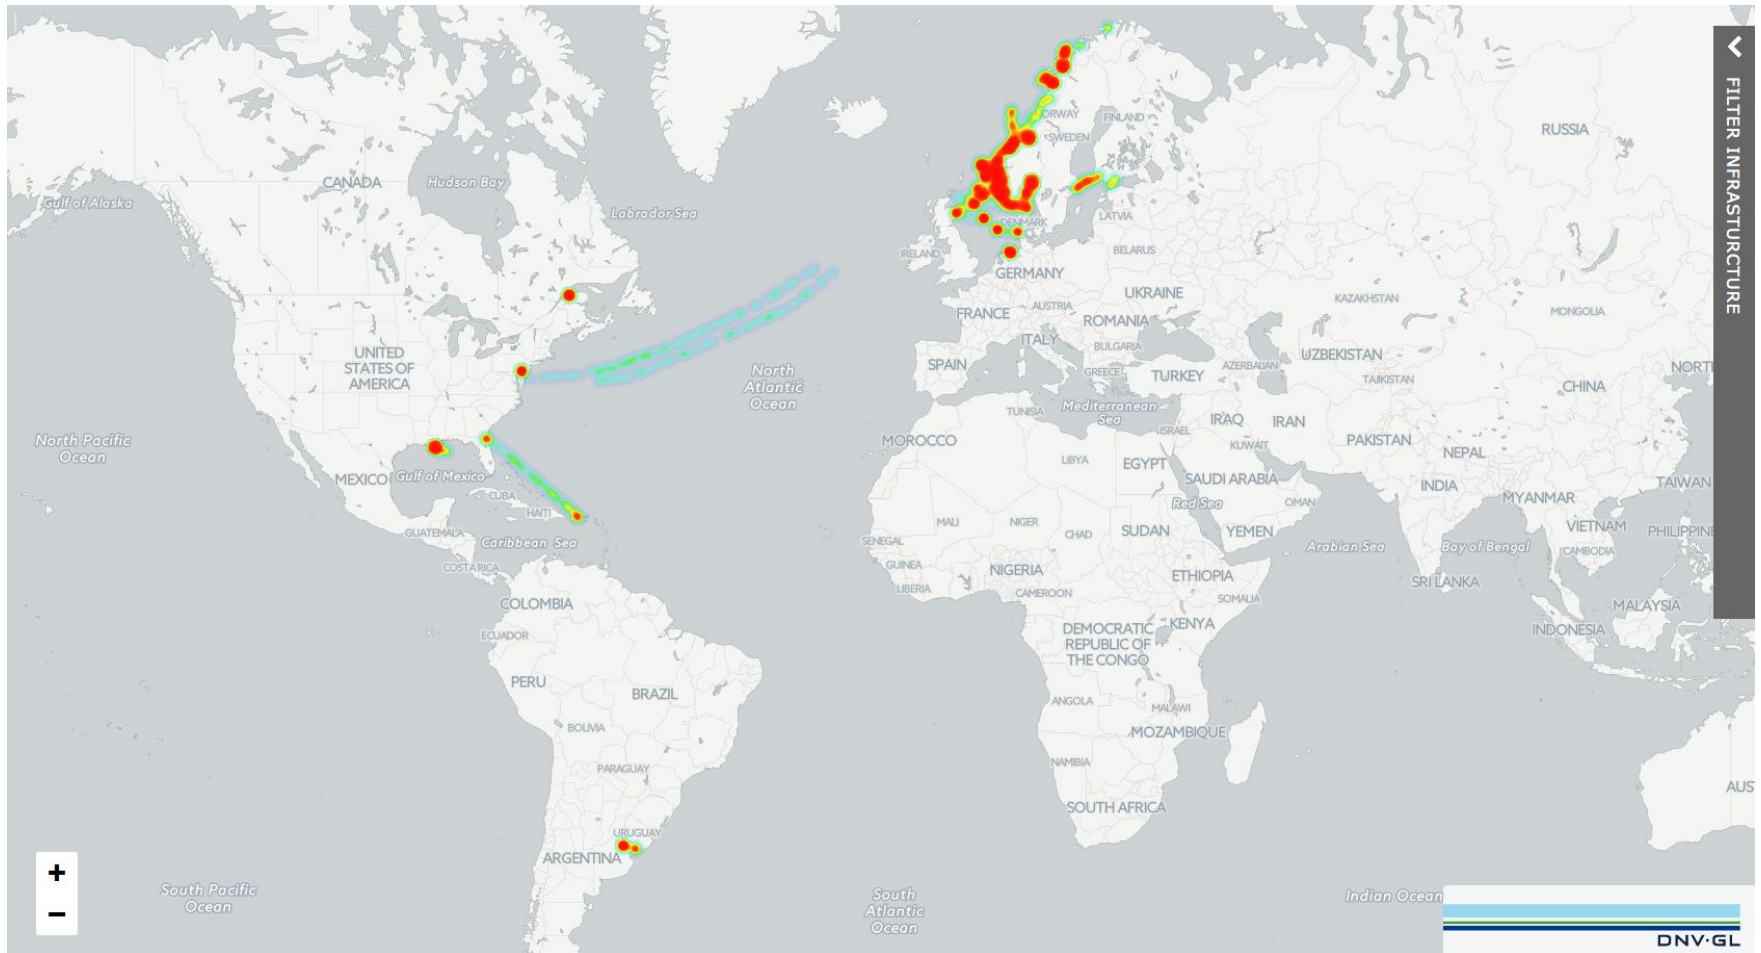 RUSSIA
NORWAY
FINLAND
SWEDEN
CANADA
Hudson Bay
Gulf of Alaska
Labrador Sea
LATVIA
DENMARK
BELARUS
IRELAND
GERMANY
UKRAINE
KAZAKHSTAN
MONGOLIA
AUSTRIA
FRANCE
ROMANIA
ITALY
BULGARIA
UNITED
STATES OF
AMERICA
UZBEKISTAN
SPAIN
GREECE
TURKEY
AZERBAIJAN
TAJIKISTAN
CHINA
NORTH
North
Atlantic
Ocean
TUNISIA
Mediterranean
Sea
ISRAEL
IRAQ
IRAN
KUWAIT
PAKISTAN
NEPAL
North Pacific
Ocean
MOROCCO
LIBYA
EGYPT
SAUDI ARABIA
OMAN
INDIA
MYANMAR
TAIWAN
MEXICO
Gulf of Mexico
CUBA
HAITI
Red Sea
MALI
NIGER
CHAD
SUDAN
YEMEN
Arabian Sea
Bay of Bengal
VIETNAM
CAMBODIA
PHILIPPINE
GUATEMALA
Caribbean Sea
SENEGAL
GUINEA
LIBERIA
NIGERIA
CAMEROON
ETHIOPIA
SOMALIA
SRI LANKA
COSTA RICA
COLOMBIA
ECUADOR
MALAYSIA
INDONESIA
DEMOCRATIC
REPUBLIC OF
THE CONGO
KENYA
PERU
BRAZIL
BOLIVIA
ANGOLA
MALAWI
MOZAMBIQUE
NAMIBIA
PARAGUAY
SOUTH AFRICA
AUS
URUGUAY
ARGENTINA
South Pacific
Ocean
South
Atlantic
Ocean
Indian Ocean
+
−
FILTER INFRASTURCTURE
DNV·GL